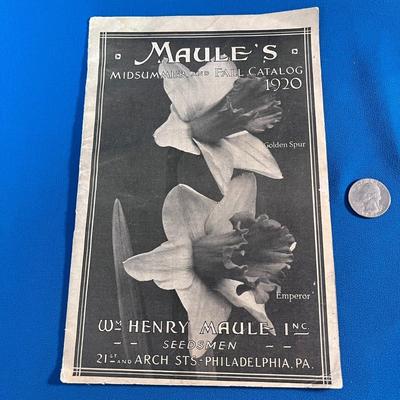 MAULE'S
MIDSUMMER AND FALL CATALOG
1920
Golden Spur
Emperor
WM HENRY MAULE INC
SEEDSMEN
21ST AND ARCH STS - PHILADELPHIA, PA.